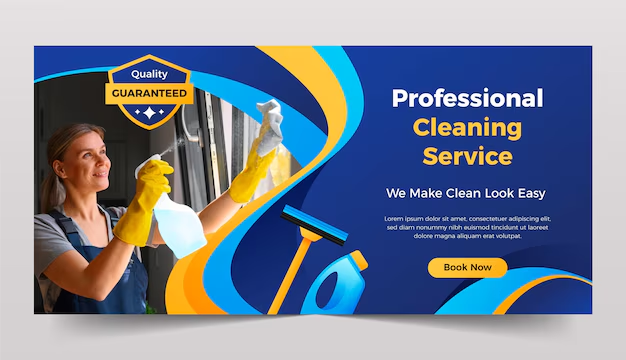 Quality
GUARANTEED
Professional
Cleaning
Service
We Make Clean Look Easy
Lorem ipsum dolor sit amet, consectetuer adipiscing elit, sed diam
nonummy nibh euismod tincidunt ut laoreet dolore magna aliquam
erat volutpat.
Book Now